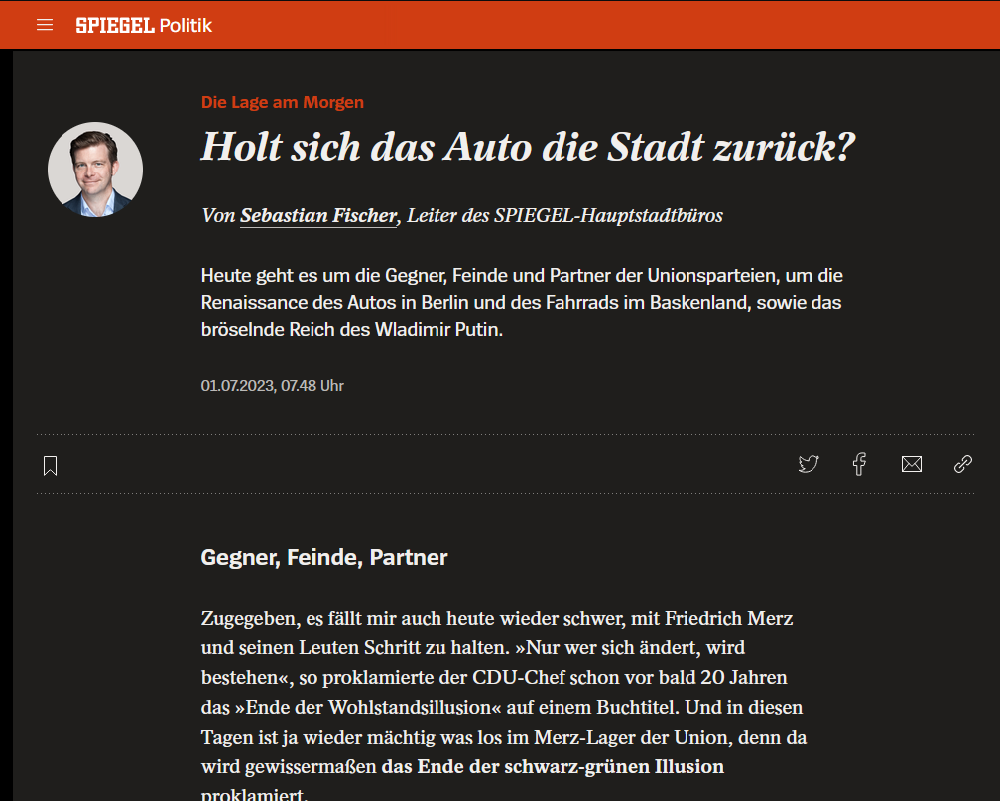 SPIEGEL Politik
Die Lage am Morgen
Holt sich das Auto die Stadt zurück?
Von Sebastian Fischer, Leiter des SPIEGEL-Hauptstadtbüros
Heute geht es um die Gegner, Feinde und Partner der Unionsparteien, um die
Renaissance des Autos in Berlin und des Fahrrads im Baskenland, sowie das
bröselnde Reich des Wladimir Putin.
01.07.2023, 07.48 Uhr
Gegner, Feinde, Partner
Zugegeben, es fällt mir auch heute wieder schwer, mit Friedrich Merz
und seinen Leuten Schritt zu halten. »Nur wer sich ändert, wird
bestehen«, so proklamierte der CDU-Chef schon vor bald 20 Jahren
das »Ende der Wohlstandsillusion« auf einem Buchtitel. Und in diesen
Tagen ist ja wieder mächtig was los im Merz-Lager der Union, denn da
wird gewissermaßen das Ende der schwarz-grünen Illusion
proklamiert.